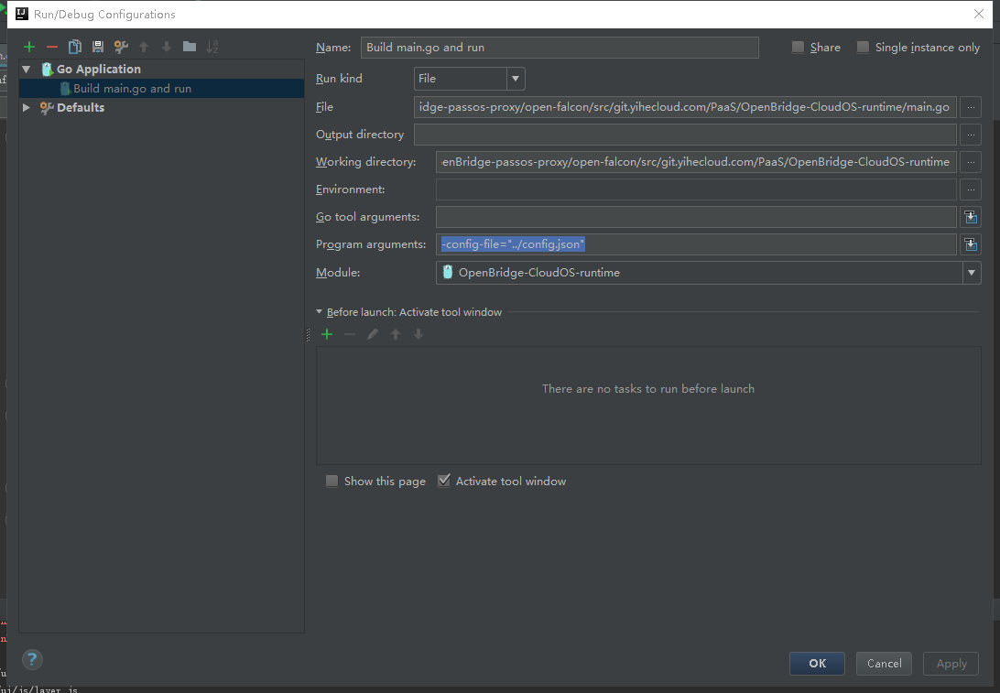 Run/Debug Configurations
Name: Build main.go and run Share Single instance only
Go Application
Build main.go and run
Defaults
Run kind File
File idge-passos-proxy/open-falcon/src/git.yihecloud.com/PaaS/OpenBridge-CloudOS-runtime/main.go ...
Output directory ...
Working directory: enBridge-passos-proxy/open-falcon/src/git.yihecloud.com/PaaS/OpenBridge-CloudOS-runtime ...
Environment: ...
Go tool arguments:
Program arguments: -config-file="../config.json"
Module: OpenBridge-CloudOS-runtime
Before launch: Activate tool window
There are no tasks to run before launch
Show this page Activate tool window
? OK Cancel Apply
ui/js/layer.js